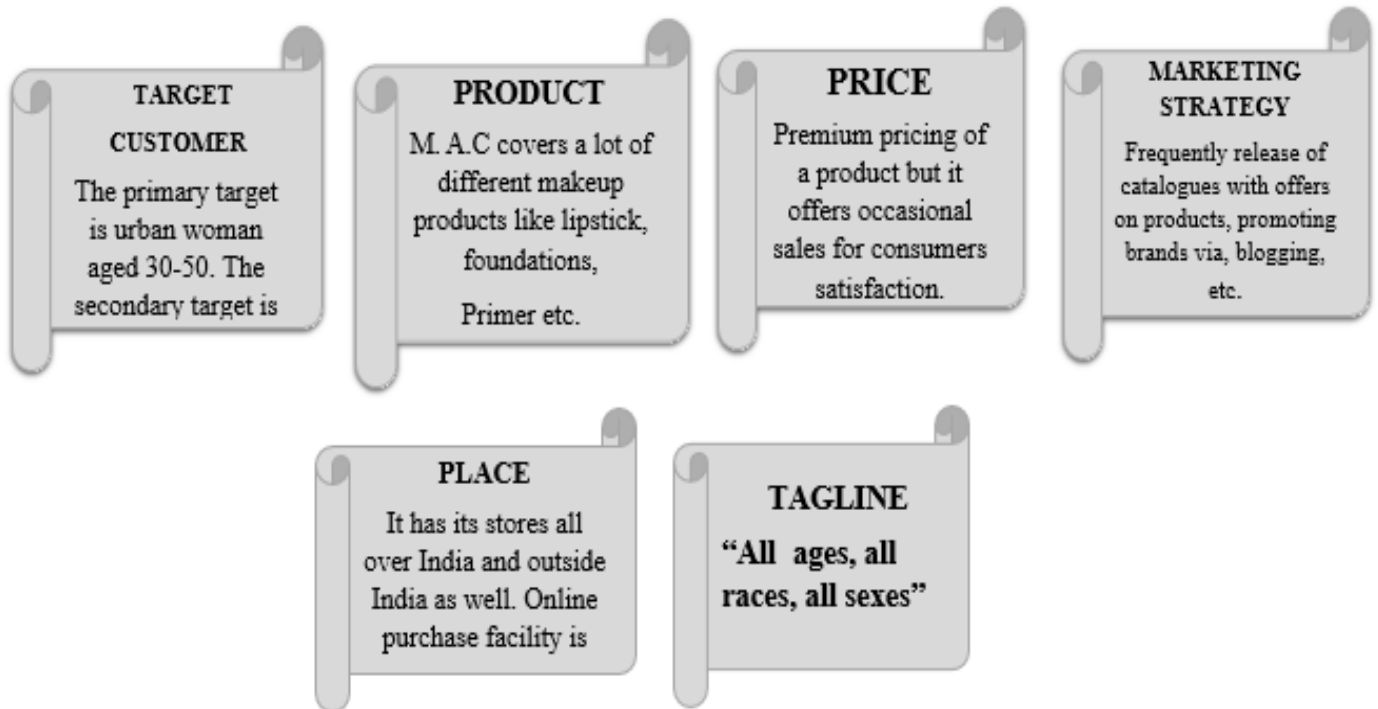 TARGET
CUSTOMER
The primary target
is urban woman
aged 30-50. The
secondary target is
PRODUCT
M. A.C covers a lot of
different makeup
products like lipstick,
foundations,
Primer etc.
PRICE
Premium pricing of
a product but it
offers occasional
sales for consumers
satisfaction.
MARKETING
STRATEGY
Frequently release of
catalogues with offers
on products, promoting
brands via, blogging,
etc.
PLACE
It has its stores all
over India and outside
India as well. Online
purchase facility is
TAGLINE
“All ages, all
races, all sexes”